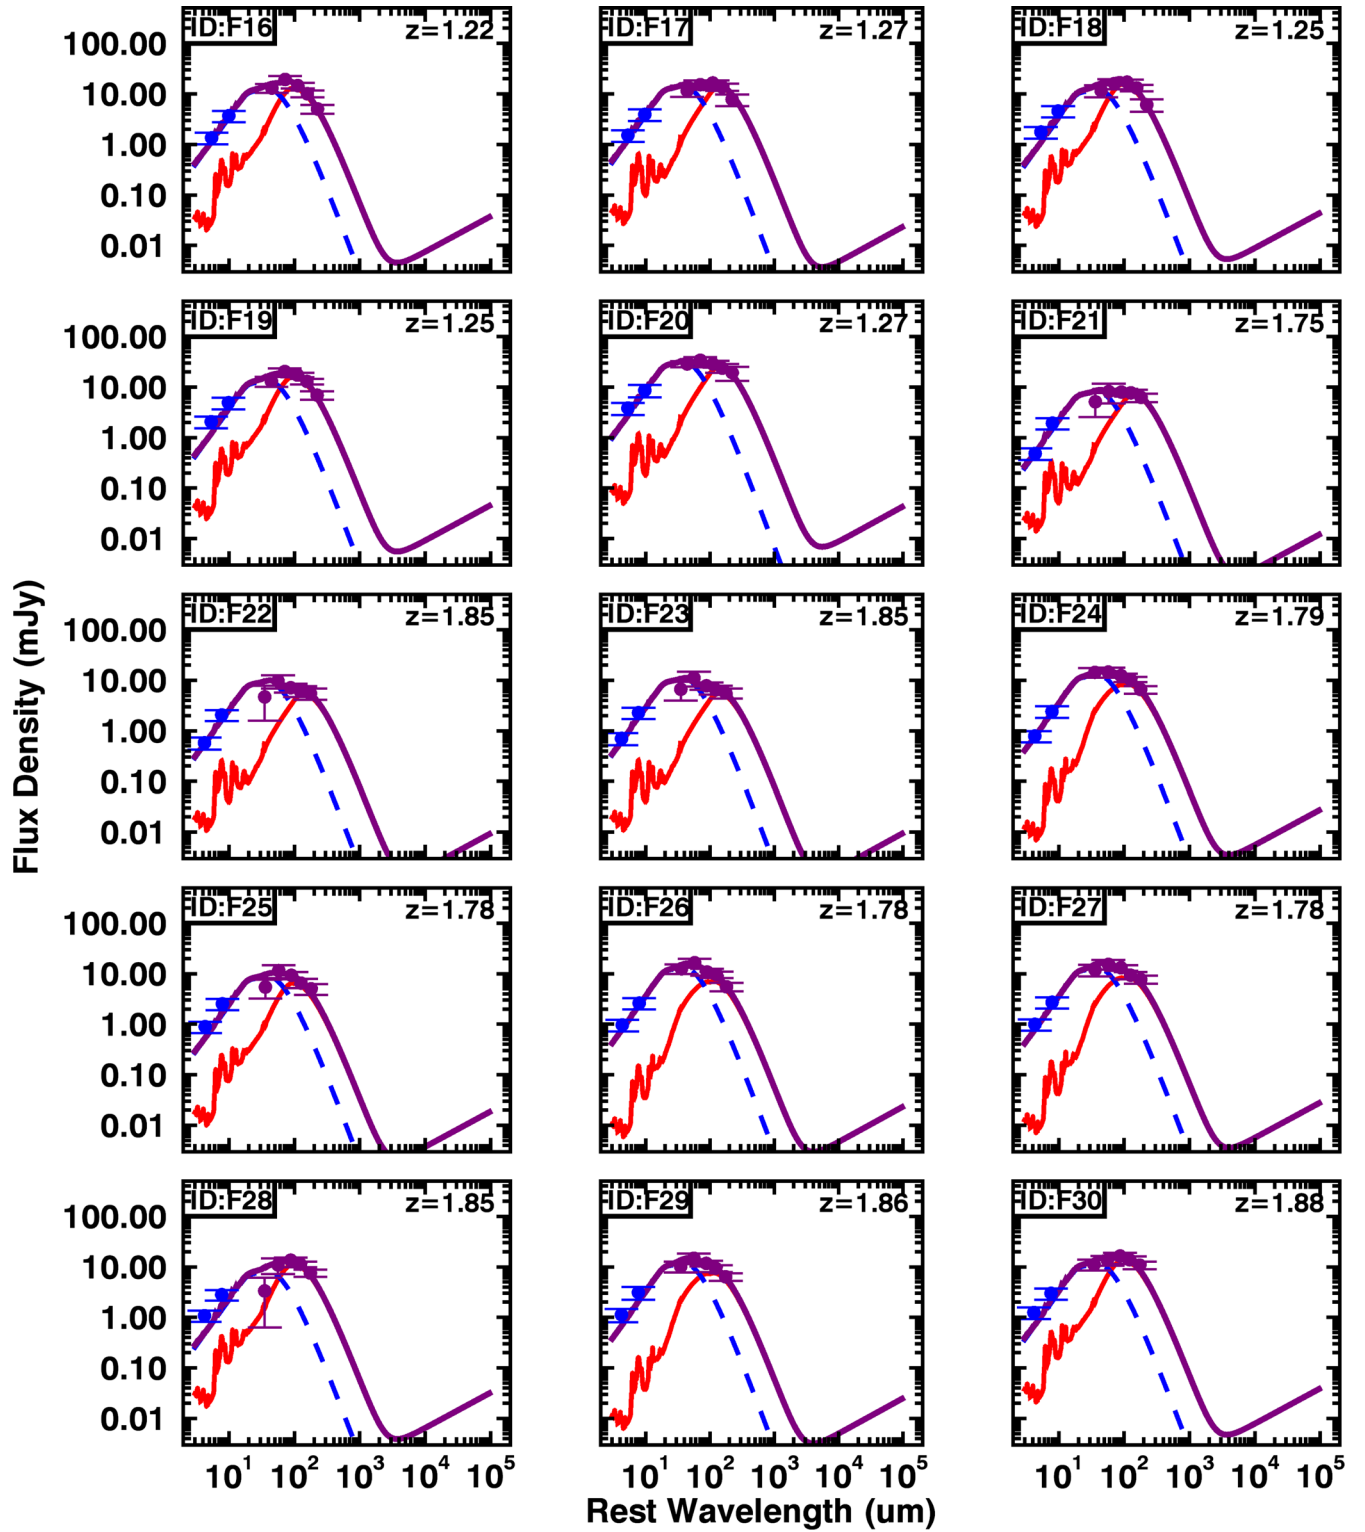 ID:F16 z=1.22
ID:F17 z=1.27
ID:F18 z=1.25
100.00
10.00
1.00
0.10
0.01
ID:F19 z=1.25
ID:F20 z=1.27
ID:F21 z=1.75
100.00
10.00
1.00
0.10
0.01
ID:F22 z=1.85
ID:F23 z=1.85
ID:F24 z=1.79
100.00
10.00
1.00
0.10
0.01
Flux Density (mJy)
ID:F25 z=1.78
ID:F26 z=1.78
ID:F27 z=1.78
100.00
10.00
1.00
0.10
0.01
ID:F28 z=1.85
ID:F29 z=1.86
ID:F30 z=1.88
100.00
10.00
1.00
0.10
0.01
10¹ 10² 10³ 10⁴ 10⁵
10¹ 10² 10³ 10⁴ 10⁵
10¹ 10² 10³ 10⁴ 10⁵
Rest Wavelength (um)